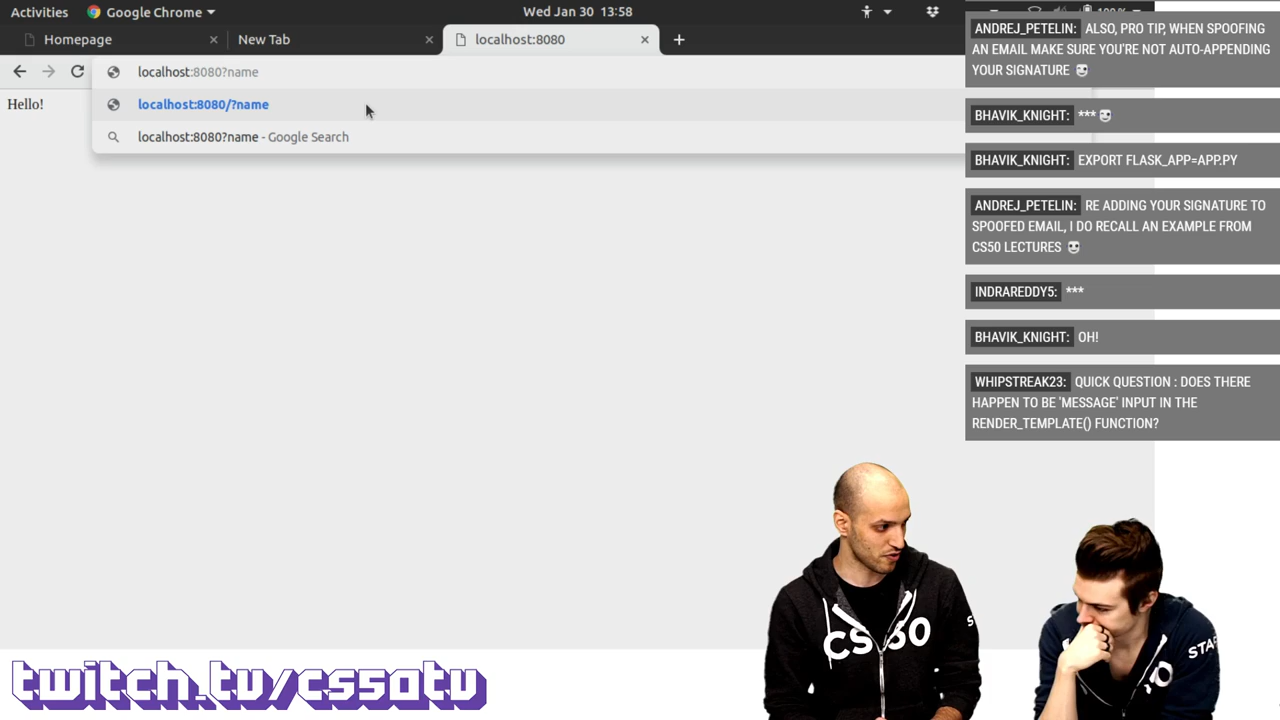 Activities
Google Chrome
Wed Jan 30 13:58
Homepage
New Tab
localhost:8080
localhost:8080?name
localhost:8080/?name
localhost:8080?name - Google Search
Hello!
ANDREJ_PETELIN: ALSO, PRO TIP, WHEN SPOOFING
AN EMAIL MAKE SURE YOU'RE NOT AUTO-APPENDING
YOUR SIGNATURE
BHAVIK_KNIGHT: ***
BHAVIK_KNIGHT: EXPORT FLASK_APP=APP.PY
ANDREJ_PETELIN: RE ADDING YOUR SIGNATURE TO
SPOOFED EMAIL, I DO RECALL AN EXAMPLE FROM
CS50 LECTURES
INDRAREDDY5: ***
BHAVIK_KNIGHT: OH!
WHIPSTREAK23: QUICK QUESTION : DOES THERE
HAPPEN TO BE 'MESSAGE' INPUT IN THE
RENDER_TEMPLATE() FUNCTION?
CS50
twitch.tv/cs50tv